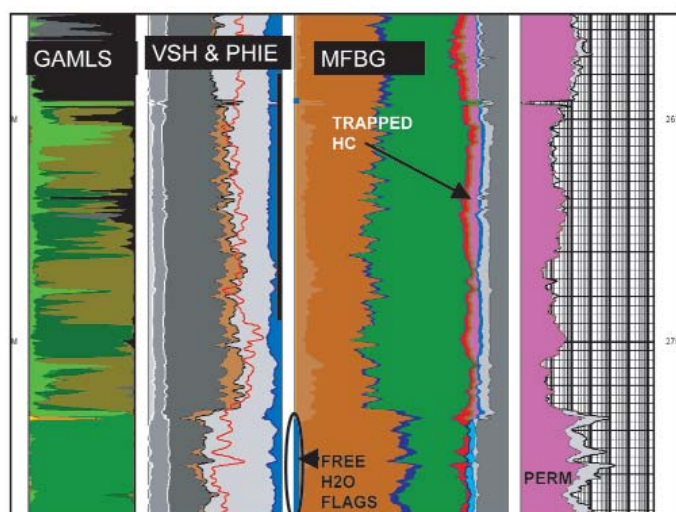 GAMLS
VSH & PHIE
MFBG
TRAPPED
HC
FREE
H2O
FLAGS
PERM